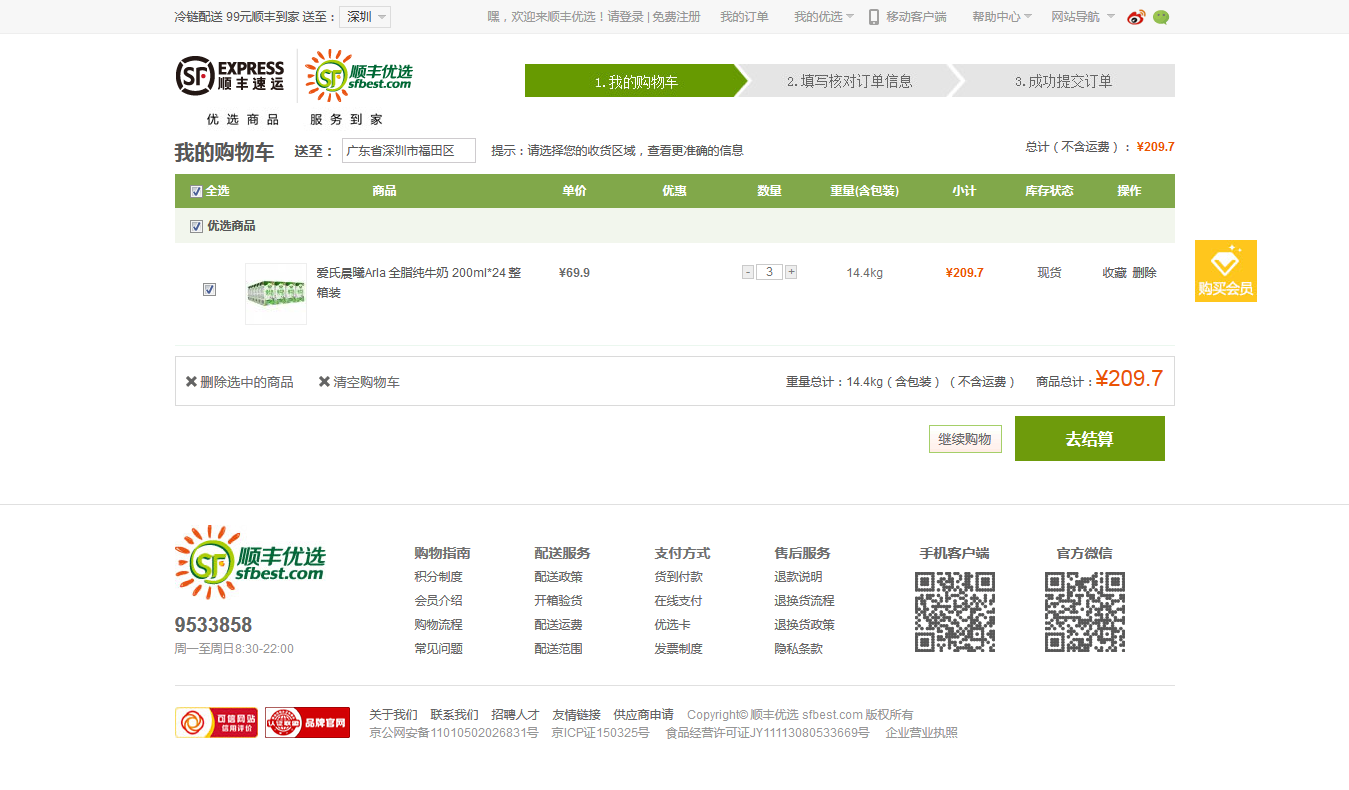 冷链配送 99元顺丰到家 送至： 深圳 嘿，欢迎来顺丰优选！请登录 | 免费注册 我的订单 我的优选 移动客户端 帮助中心 网站导航
SF EXPRESS 顺丰速运 SF 顺丰优选 sfbest.com
优选商品 服务到家
1.我的购物车 2.填写核对订单信息 3.成功提交订单
我的购物车 送至： 广东省深圳市福田区 提示：请选择您的收货区域，查看更准确的信息 总计（不含运费）： ¥209.7
全选 商品 单价 优惠 数量 重量(含包装) 小计 库存状态 操作
优选商品
爱氏晨曦Arla 全脂纯牛奶 200ml*24 整 ¥69.9 - 3 + 14.4kg ¥209.7 现货 收藏 删除
箱装
购买会员
删除选中的商品 清空购物车 重量总计：14.4kg（含包装）（不含运费） 商品总计：¥209.7
继续购物 去结算
SF 顺丰优选 sfbest.com
9533858
周一至周日8:30-22:00
购物指南 配送服务 支付方式 售后服务 手机客户端 官方微信
积分制度 配送政策 货到付款 退款说明
会员介绍 开箱验货 在线支付 退换货流程
购物流程 配送运费 优选卡 退换货政策
常见问题 配送范围 发票制度 隐私条款
可信网站 信用评价 认证联盟 品牌官网
关于我们 联系我们 招聘人才 友情链接 供应商申请 Copyright© 顺丰优选 sfbest.com 版权所有
京公网安备11010502026831号 京ICP证150325号 食品经营许可证JY11113080533669号 企业营业执照